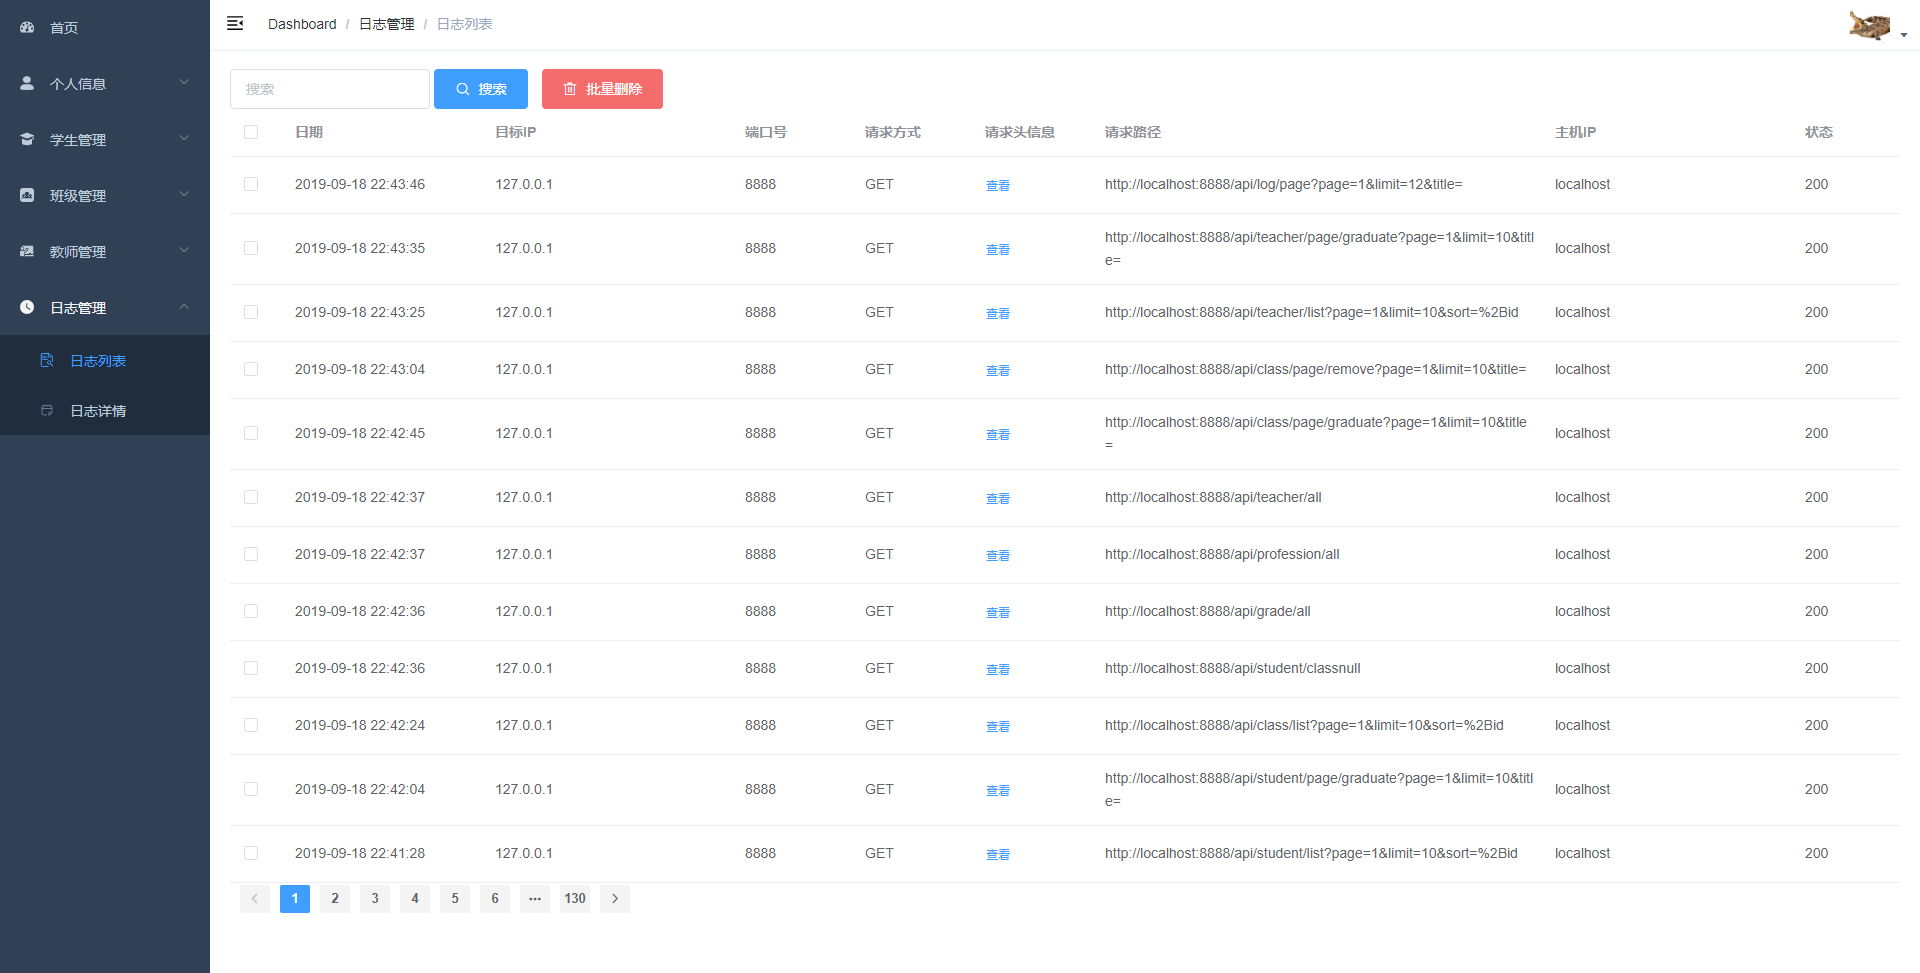 首页
个人信息
学生管理
班级管理
教师管理
日志管理
日志列表
日志详情
Dashboard / 日志管理 / 日志列表
搜索 搜索 批量删除
日期 目标IP 端口号 请求方式 请求头信息 请求路径 主机IP 状态
2019-09-18 22:43:46 127.0.0.1 8888 GET 查看 http://localhost:8888/api/log/page?page=1&limit=12&title= localhost 200
2019-09-18 22:43:35 127.0.0.1 8888 GET 查看 http://localhost:8888/api/teacher/page/graduate?page=1&limit=10&titl localhost 200
e=
2019-09-18 22:43:25 127.0.0.1 8888 GET 查看 http://localhost:8888/api/teacher/list?page=1&limit=10&sort=%2Bid localhost 200
2019-09-18 22:43:04 127.0.0.1 8888 GET 查看 http://localhost:8888/api/class/page/remove?page=1&limit=10&title= localhost 200
2019-09-18 22:42:45 127.0.0.1 8888 GET 查看 http://localhost:8888/api/class/page/graduate?page=1&limit=10&title localhost 200
=
2019-09-18 22:42:37 127.0.0.1 8888 GET 查看 http://localhost:8888/api/teacher/all localhost 200
2019-09-18 22:42:37 127.0.0.1 8888 GET 查看 http://localhost:8888/api/profession/all localhost 200
2019-09-18 22:42:36 127.0.0.1 8888 GET 查看 http://localhost:8888/api/grade/all localhost 200
2019-09-18 22:42:36 127.0.0.1 8888 GET 查看 http://localhost:8888/api/student/classnull localhost 200
2019-09-18 22:42:24 127.0.0.1 8888 GET 查看 http://localhost:8888/api/class/list?page=1&limit=10&sort=%2Bid localhost 200
2019-09-18 22:42:04 127.0.0.1 8888 GET 查看 http://localhost:8888/api/student/page/graduate?page=1&limit=10&titl localhost 200
e=
2019-09-18 22:41:28 127.0.0.1 8888 GET 查看 http://localhost:8888/api/student/list?page=1&limit=10&sort=%2Bid localhost 200
1 2 3 4 5 6 ••• 130